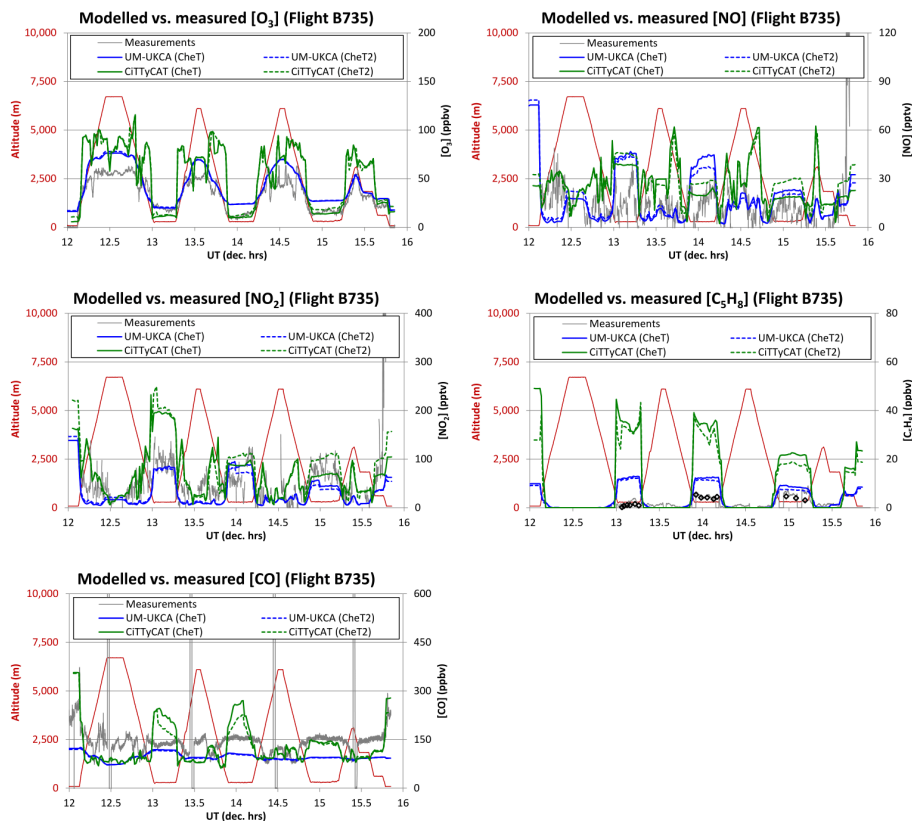 Modelled vs. measured [O3] (Flight B735)
10,000 200
Measurements
UM-UKCA (CheT) UM-UKCA (CheT2)
CiTTyCAT (CheT) CiTTyCAT (CheT2)
7,500 150
5,000 100
2,500 50
0 0
Altitude (m)
[O3] (ppbv)
12 12.5 13 13.5 14 14.5 15 15.5 16
UT (dec. hrs)
Modelled vs. measured [NO] (Flight B735)
10,000 120
Measurements
UM-UKCA (CheT) UM-UKCA (CheT2)
CiTTyCAT (CheT) CiTTyCAT (CheT2)
7,500 90
5,000 60
2,500 30
0 0
Altitude (m)
[NO] (pptv)
12 12.5 13 13.5 14 14.5 15 15.5 16
UT (dec. hrs)
Modelled vs. measured [NO2] (Flight B735)
10,000 400
Measurements
UM-UKCA (CheT) UM-UKCA (CheT2)
CiTTyCAT (CheT) CiTTyCAT (CheT2)
7,500 300
5,000 200
2,500 100
0 0
Altitude (m)
[NO2] (pptv)
12 12.5 13 13.5 14 14.5 15 15.5 16
UT (dec. hrs)
Modelled vs. measured [C5H8] (Flight B735)
10,000 80
Measurements
UM-UKCA (CheT) UM-UKCA (CheT2)
CiTTyCAT (CheT) CiTTyCAT (CheT2)
7,500 60
5,000 40
2,500 20
0 0
Altitude (m)
[C5H8] (ppbv)
12 12.5 13 13.5 14 14.5 15 15.5 16
UT (dec. hrs)
Modelled vs. measured [CO] (Flight B735)
10,000 600
Measurements
UM-UKCA (CheT) UM-UKCA (CheT2)
CiTTyCAT (CheT) CiTTyCAT (CheT2)
7,500 450
5,000 300
2,500 150
0 0
Altitude (m)
[CO] (ppbv)
12 12.5 13 13.5 14 14.5 15 15.5 16
UT (dec. hrs)